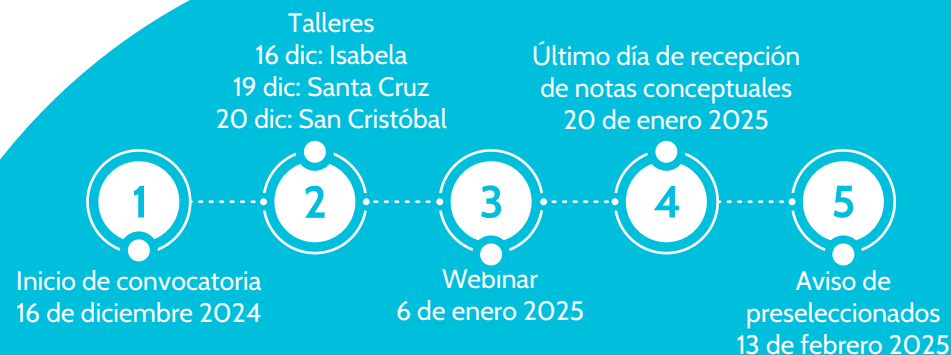 Talleres
16 dic: Isabela
19 dic: Santa Cruz
20 dic: San Cristóbal
Último día de recepción
de notas conceptuales
20 de enero 2025
1
2
3
4
5
Inicio de convocatoria
16 de diciembre 2024
Webinar
6 de enero 2025
Aviso de
preseleccionados
13 de febrero 2025